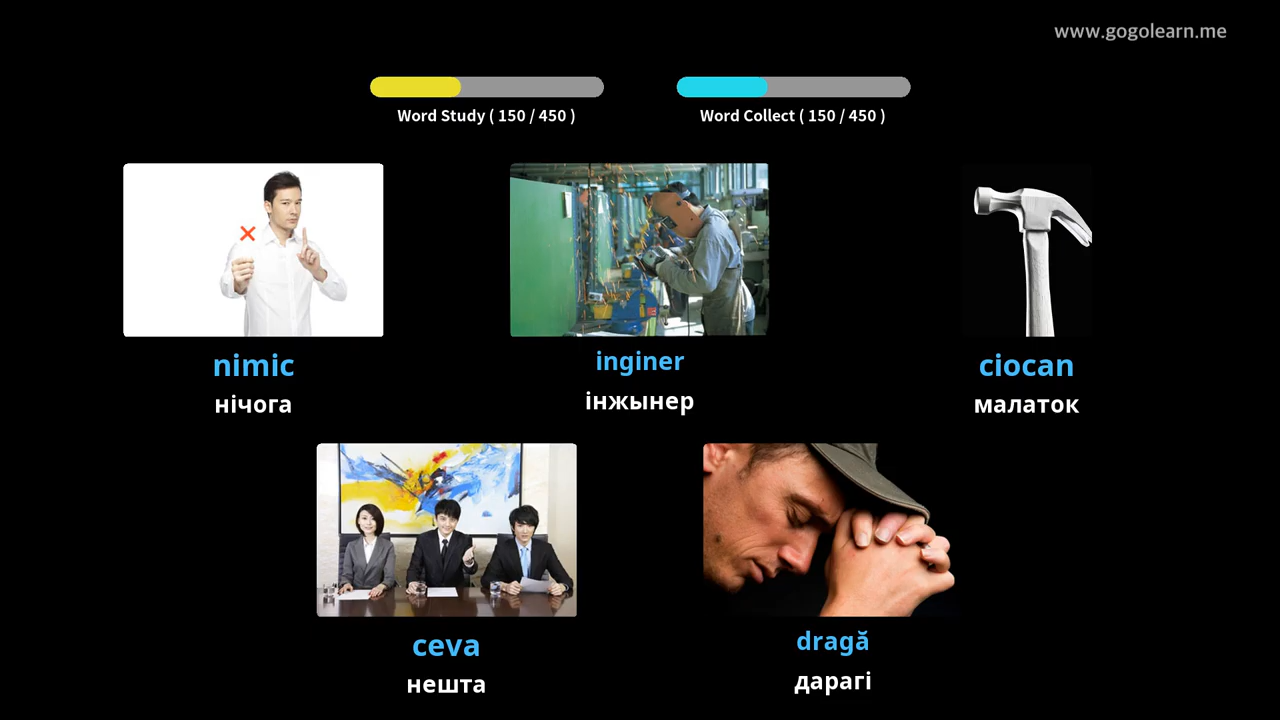 www.gogolearn.me
Word Study ( 150 / 450 )
Word Collect ( 150 / 450 )
nimic
нічога
inginer
інжынер
ciocan
малаток
ceva
нешта
dragă
дарагі